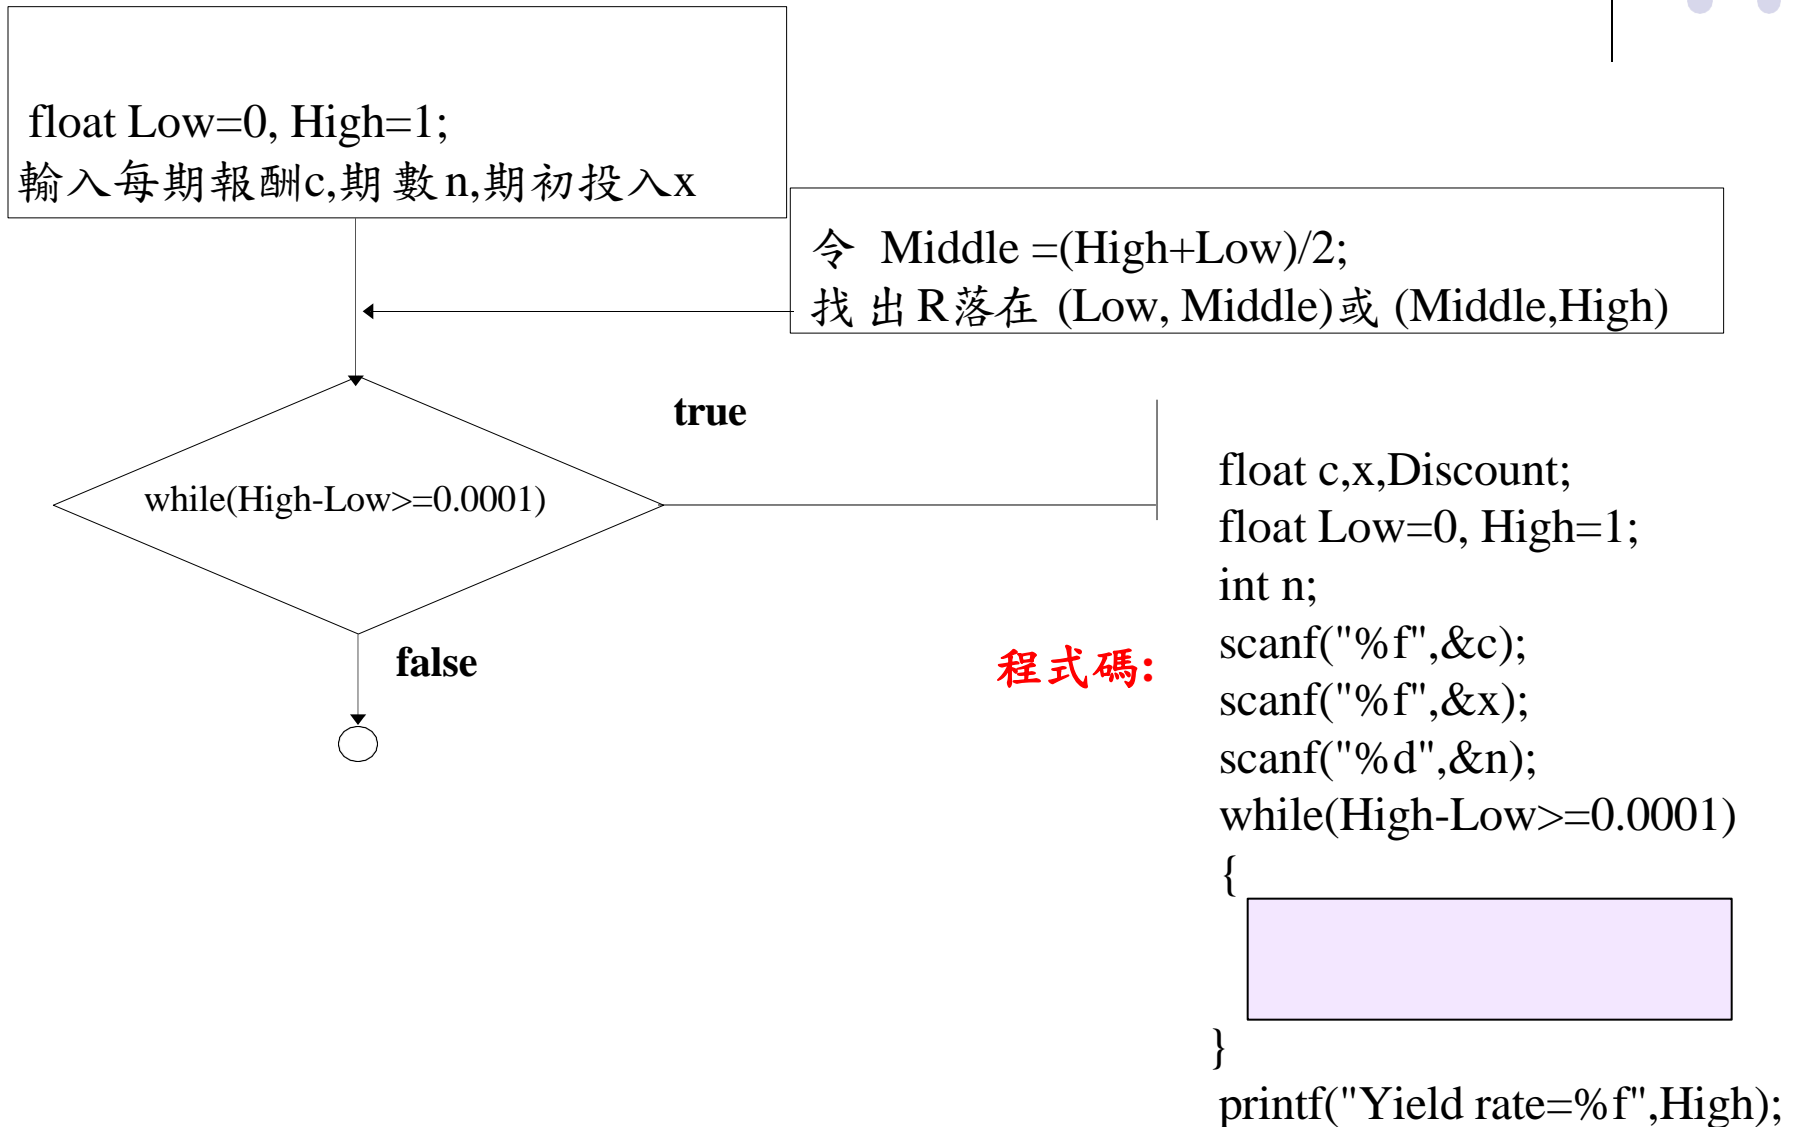 float Low=0, High=1;
輸入每期報酬c,期數n,期初投入x
令 Middle =(High+Low)/2;
找出R落在 (Low, Middle)或 (Middle,High)
true
while(High-Low>=0.0001)
false
程式碼:
float c,x,Discount;
float Low=0, High=1;
int n;
scanf("%f",&c);
scanf("%f",&x);
scanf("%d",&n);
while(High-Low>=0.0001)
{
}
printf("Yield rate=%f",High);